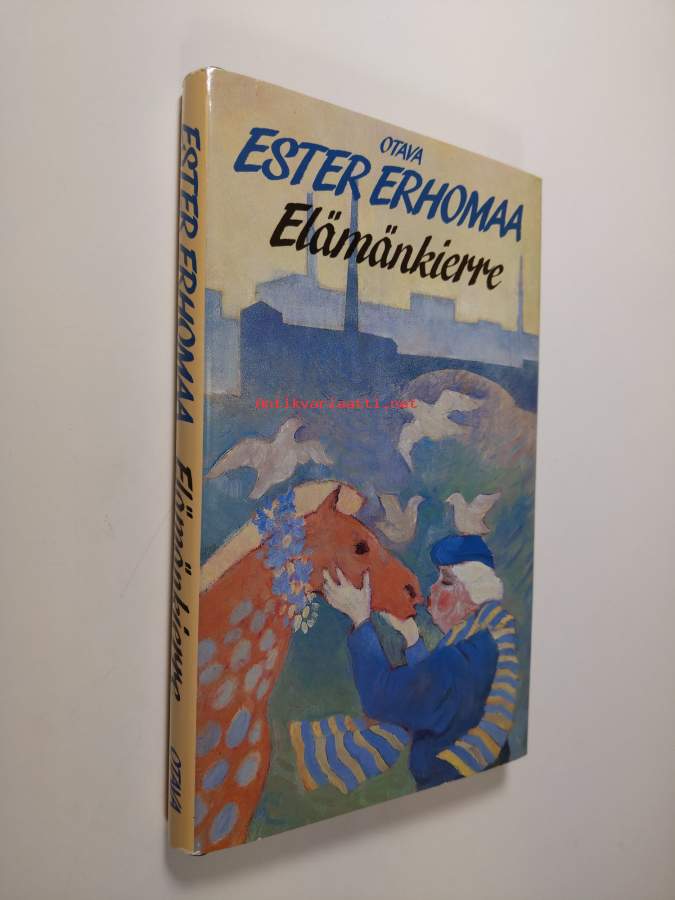 OTAVA
ESTER ERHOMAA
Elämänkierre
antikvariaatti.net
ESTER ERHOMAA Elämänkierre OTAVA